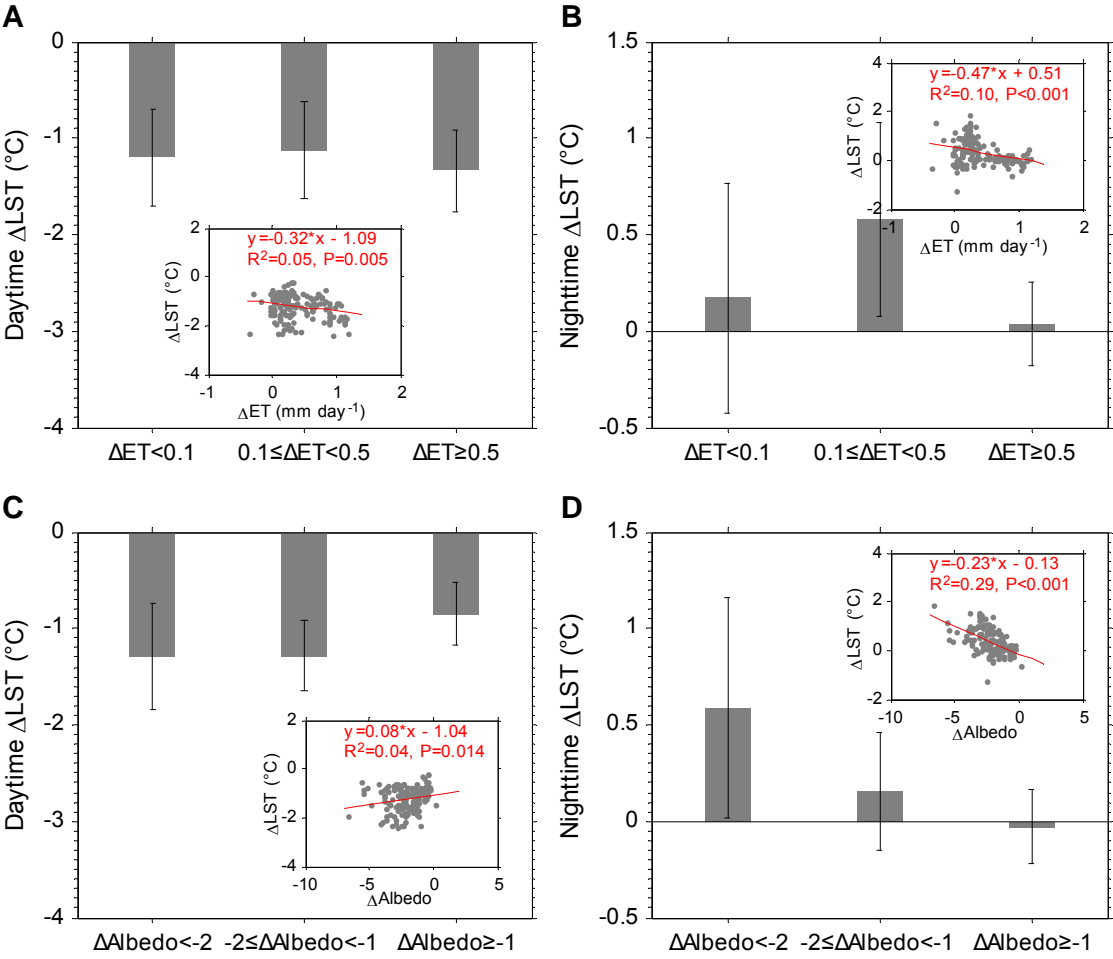 A
Daytime ΔLST (°C)
0
-1
-2
-3
-4
ΔET<0.1
0.1≤ΔET<0.5
ΔET≥0.5
y=-0.32*x - 1.09
R²=0.05, P=0.005
ΔLST (°C)
2
0
-2
-4
-1
0
1
2
ΔET (mm day⁻¹)
B
Nighttime ΔLST (°C)
1.5
1
0.5
0
-0.5
ΔET<0.1
0.1≤ΔET<0.5
ΔET≥0.5
y=-0.47*x + 0.51
R²=0.10, P<0.001
ΔLST (°C)
4
2
0
-2
-1
0
1
2
ΔET (mm day⁻¹)
C
Daytime ΔLST (°C)
0
-1
-2
-3
-4
ΔAlbedo<-2
-2≤ΔAlbedo<-1
ΔAlbedo≥-1
y=0.08*x - 1.04
R²=0.04, P=0.014
ΔLST (°C)
2
0
-2
-4
-10
-5
0
5
ΔAlbedo
D
Nighttime ΔLST (°C)
1.5
1
0.5
0
-0.5
ΔAlbedo<-2
-2≤ΔAlbedo<-1
ΔAlbedo≥-1
y=-0.23*x - 0.13
R²=0.29, P<0.001
ΔLST (°C)
4
2
0
-2
-10
-5
0
5
ΔAlbedo